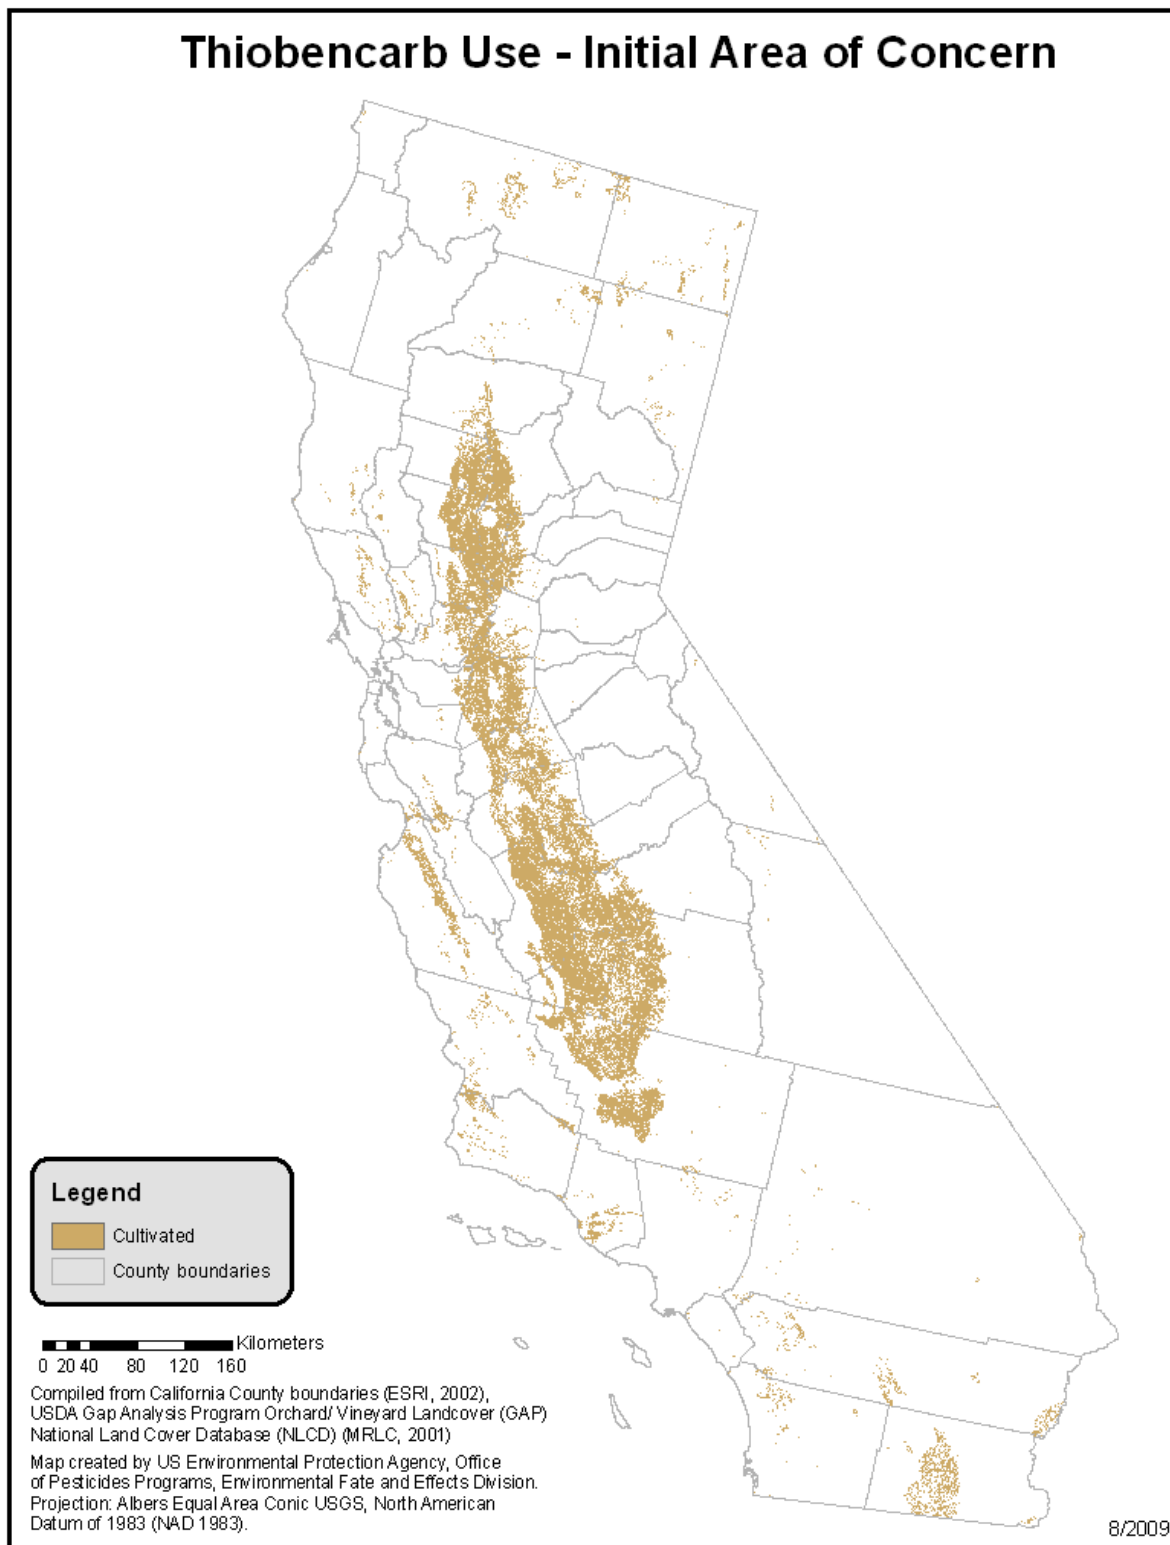 Thiobencarb Use - Initial Area of Concern
Legend
Cultivated
County boundaries
Kilometers
0 20 40 80 120 160
Compiled from California County boundaries (ESRI, 2002),
USDA Gap Analysis Program Orchard/ Vineyard Landcover (GAP)
National Land Cover Database (NLCD) (MRLC, 2001)
Map created by US Environmental Protection Agency, Office
of Pesticides Programs, Environmental Fate and Effects Division.
Projection: Albers Equal Area Conic USGS, North American
Datum of 1983 (NAD 1983).
8/2009